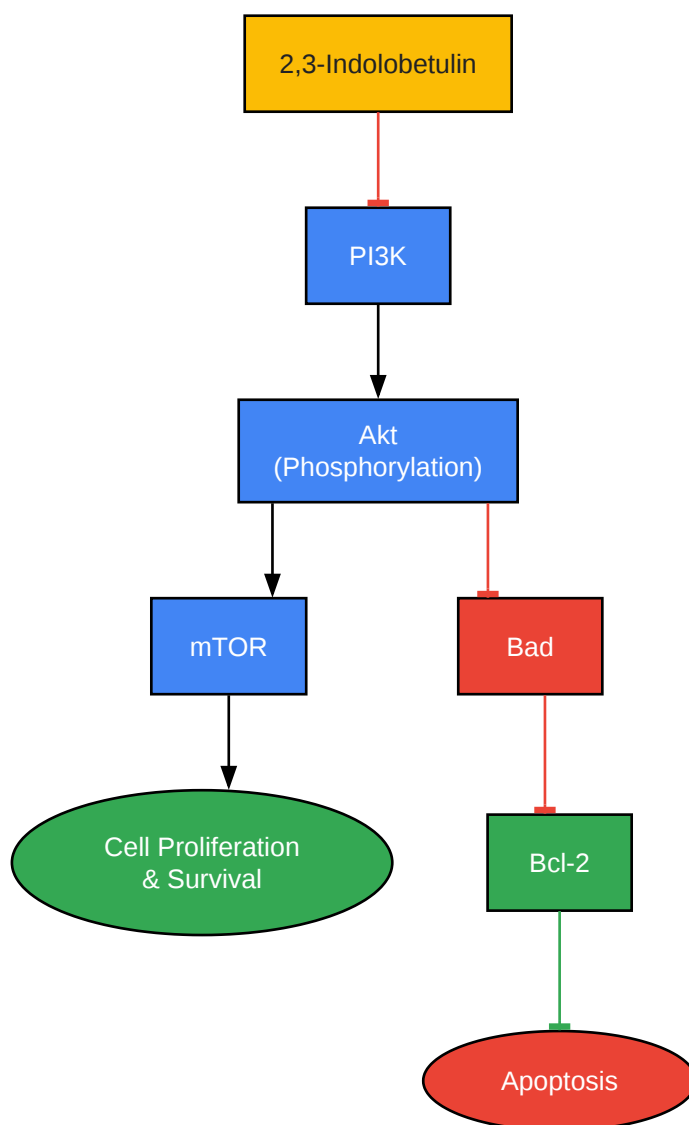 2,3-Indolobetulin
PI3K
Akt
(Phosphorylation)
mTOR
Bad
Cell Proliferation
& Survival
Bcl-2
Apoptosis